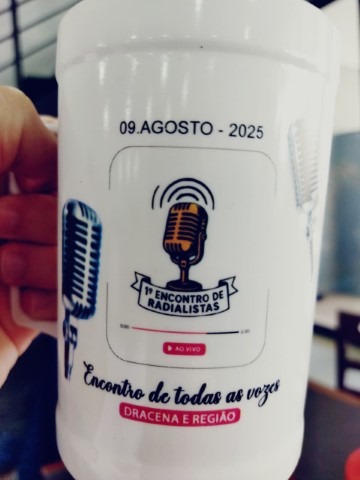 09.AGOSTO - 2025
1º ENCONTRO DE
RADIALISTAS
AO VIVO
Encontro de todas as vozes
DRACENA E REGIÃO